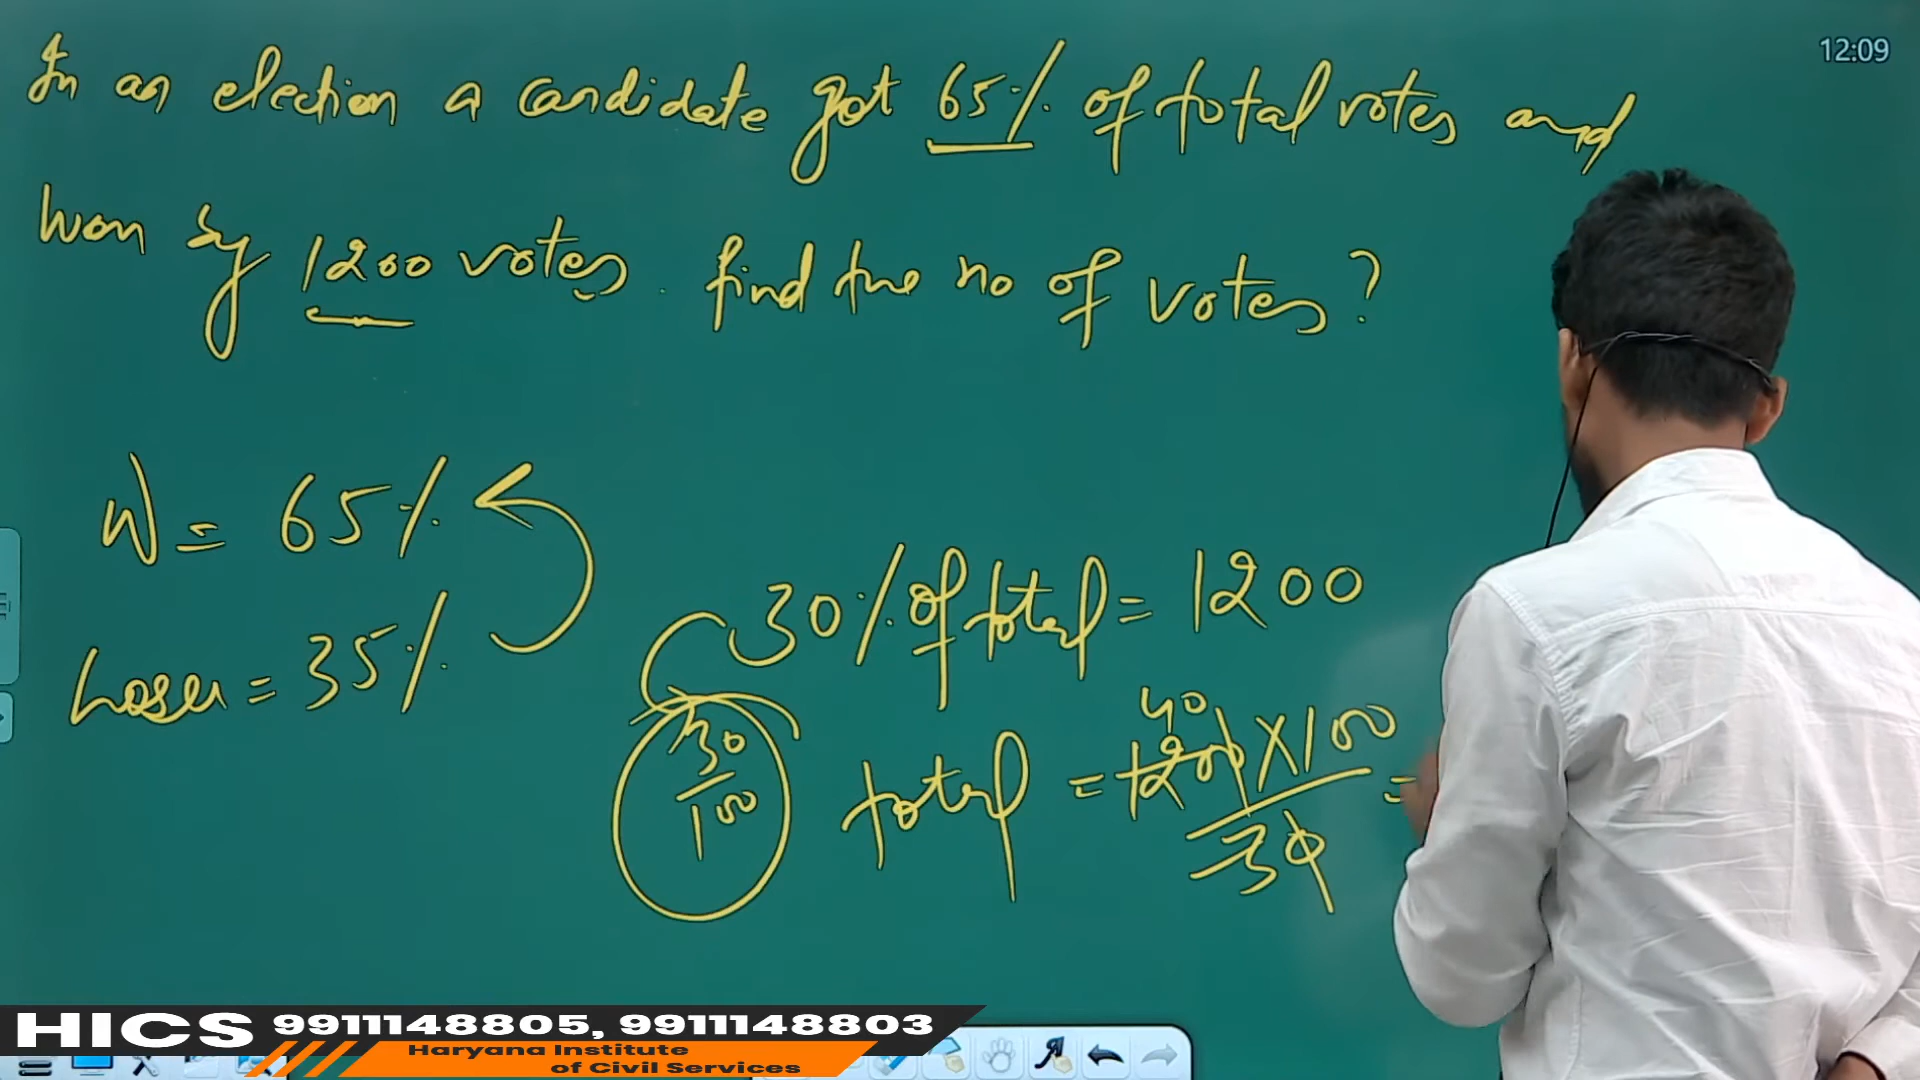 12:09
In an election a candidate got 65% of total votes and
won by 1200 votes. find the no of votes?
W = 65%
Loser = 35%
30% of total = 1200
30
100
40
total = 1200 X 100 =
30
HICS 9911148805, 9911148803
Haryana Institute
of Civil Services